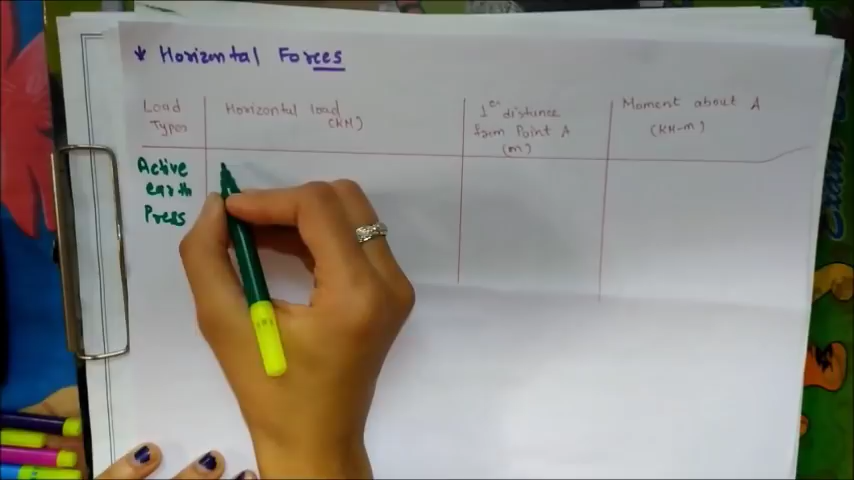 * Horizontal Forces
Load
Types
Horizontal load
(KN)
distance
from Point A
(m)
Moment about A
(KN-m)
Active
earth
Press